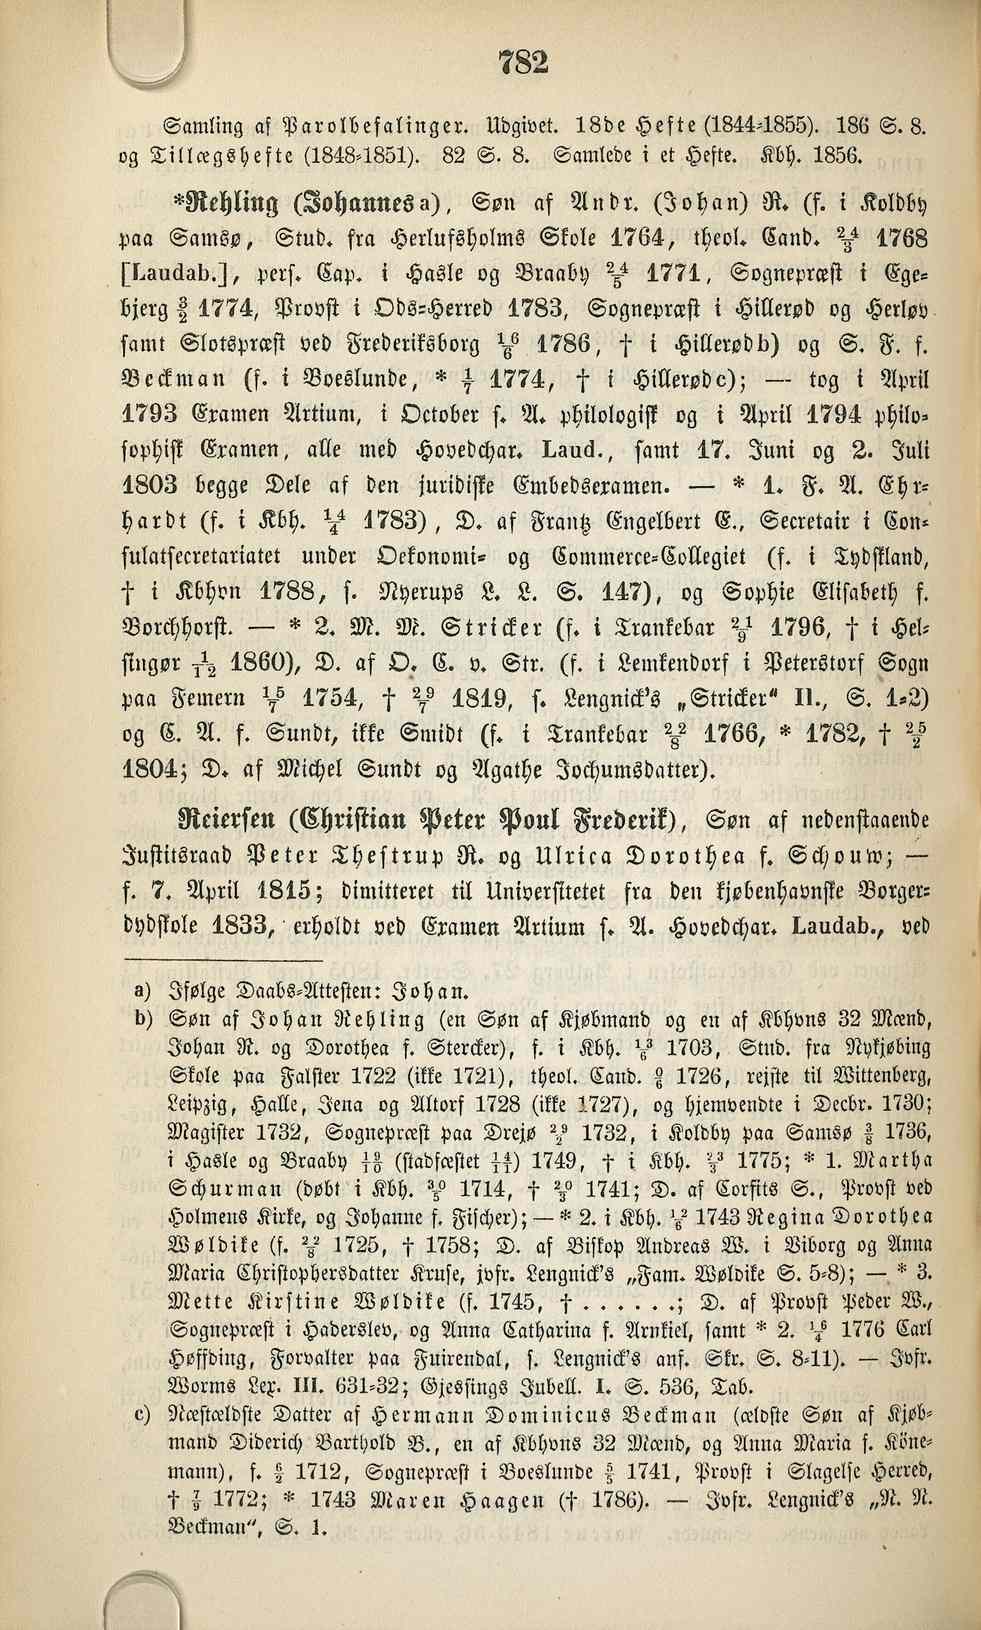 782
Samling af Parolbefalinger. Udgivet. 18de Hefte (1844-1855). 186 S. 8.
og Tillægshefte (1848-1851). 82 S. 8. Samlede i et Hefte. Kbh. 1856.
*Rehling (Johannes a), Søn af Andr. (Johan) R. (f. i Koldby
paa Samsø, Stud. fra Herlufsholms Skole 1764, theol. Cand. 24/3 1768
[Laudab.], pers. Cap. i Hasle og Braaby 24/5 1771, Sognepræst i Ege-
bjerg 3/2 1774, Provst i Ods-Herred 1783, Sognepræst i Hillerød og Herløv
samt Slotspræst ved Frederiksborg 16/6 1786, † i Hillerød b) og S. F. f.
Beckman (f. i Boeslunde, * 1/7 1774, † i Hillerød c); — tog i April
1793 Examen Artium, i October s. A. philologisk og i April 1794 philo-
sophisk Examen, alle med Hovedchar. Laud., samt 17. Juni og 2. Juli
1803 begge Dele af den juridiske Embedsexamen. — * 1. F. A. Ehr-
hardt (f. i Kbh. 14/4 1783), D. af Frantz Engelbert E., Secretair i Con-
sulatsecretariatet under Oekonomi- og Commerce-Collegiet (f. i Tydskland,
† i Kbhvn 1788, s. Nyerups L. L. S. 147), og Sophie Elisabeth f.
Borchhorst. — * 2. M. M. Stricker (f. i Trankebar 21/9 1796, † i Hel-
singør 1/12 1860), D. af O. C. v. Str. (f. i Lemkendorf i Peterstorf Sogn
paa Femern 15/7 1754, † 29/7 1819, s. Lengnick's „Stricker" II., S. 1-2)
og C. A. f. Sundt, ikke Smidt (f. i Trankebar 22/8 1766, * 1782, † 25/2
1804; D. af Michel Sundt og Agathe Jochumsdatter).
Reiersen (Christian Peter Poul Frederik), Søn af nedenstaaende
Justitsraad Peter Thestrup R. og Ulrica Dorothea f. Schouw; —
f. 7. April 1815; dimitteret til Universitetet fra den kjøbenhavnske Borger-
dydskole 1833, erholdt ved Examen Artium s. A. Hovedchar. Laudab., ved
a) Ifølge Daabs-Attesten: Johan.
b) Søn af Johan Rehling (en Søn af Kjøbmand og en af Kbhvns 32 Mænd,
Johan R. og Dorothea f. Stercker), f. i Kbh. 13/6 1703, Stud. fra Nykjøbing
Skole paa Falster 1722 (ikke 1721), theol. Cand. 9/6 1726, rejste til Wittenberg,
Leipzig, Halle, Jena og Altorf 1728 (ikke 1727), og hjemvendte i Decbr. 1730;
Magister 1732, Sognepræst paa Drejø 29/2 1732, i Koldby paa Samsø 3/8 1736,
i Hasle og Braaby 10/10 (stadfæstet 14/11) 1749, † i Kbh. 23/7 1775; * 1. Martha
Schurman (døbt i Kbh. 30/5 1714, † 20/3 1741; D. af Corfits S., Provst ved
Holmens Kirke, og Johanne f. Fischer); — * 2. i Kbh. 12/6 1743 Regina Dorothea
Wøldike (f. 22/8 1725, † 1758; D. af Biskop Andreas W. i Viborg og Anna
Maria Christophersdatter Kruse, jvfr. Lengnick's „Fam. Wøldike S. 5-8); — * 3.
Mette Kirstine Wøldike (f. 1745, † . . . . . .; D. af Provst Peder W.,
Sognepræst i Haderslev, og Anna Catharina f. Arnkiel, samt * 2. 16/4 1776 Carl
Høffding, Forvalter paa Fuirendal, s. Lengnick's anf. Skr. S. 8-11). — Jvfr.
Worms Lex. III. 631-32; Giessings Jubell. I. S. 536, Tab.
c) Næstældste Datter af Hermann Dominicus Beckman (ældste Søn af Kjøb-
mand Diderich Barthold B., en af Kbhvns 32 Mænd, og Anna Maria f. Köne-
mann), f. 6/2 1712, Sognepræst i Boeslunde 5/5 1741, Provst i Slagelse Herred,
† 7/9 1772; * 1743 Maren Haagen († 1786). — Jvfr. Lengnick's „N. N.
Beckman", S. 1.